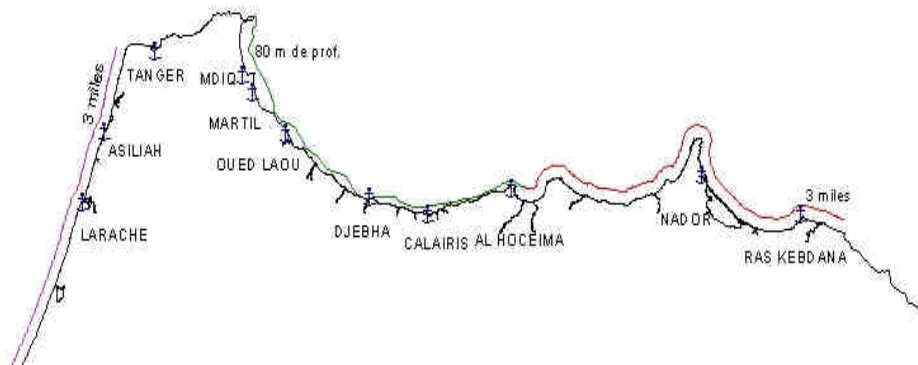 80 m de prof.
3 miles
TANGER
MDIQ
MARTIL
ASILIAH
OUED LAOU
LARACHE
DJEBHA
CALAIRIS
AL HOCEIMA
NADOR
3 miles
RAS KEBDANA